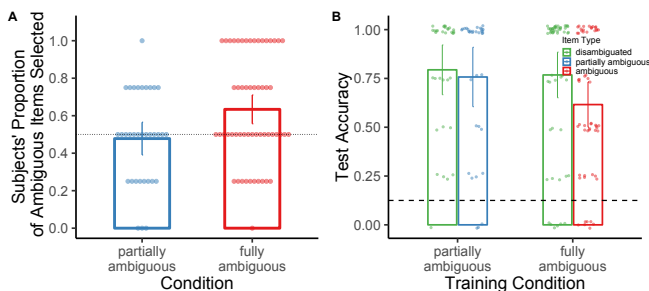 A
Subjects' Proportion
of Ambiguous Items Selected
1.0
0.8
0.6
0.4
0.2
0.0
partially
ambiguous
fully
ambiguous
Condition
B
Test Accuracy
1.00
0.75
0.50
0.25
0.00
Item Type
disambiguated
partially ambiguous
ambiguous
partially
ambiguous
fully
ambiguous
Training Condition